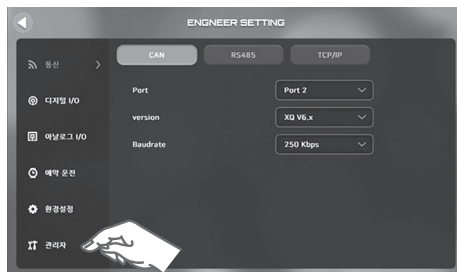 ENGNEER SETTING
통신
CAN
RS485
TCP/IP
디지털 I/O
Port
Port 2
아날로그 I/O
version
XQ V6.x
Baudrate
250 Kbps
예약 운전
환경설정
관리자